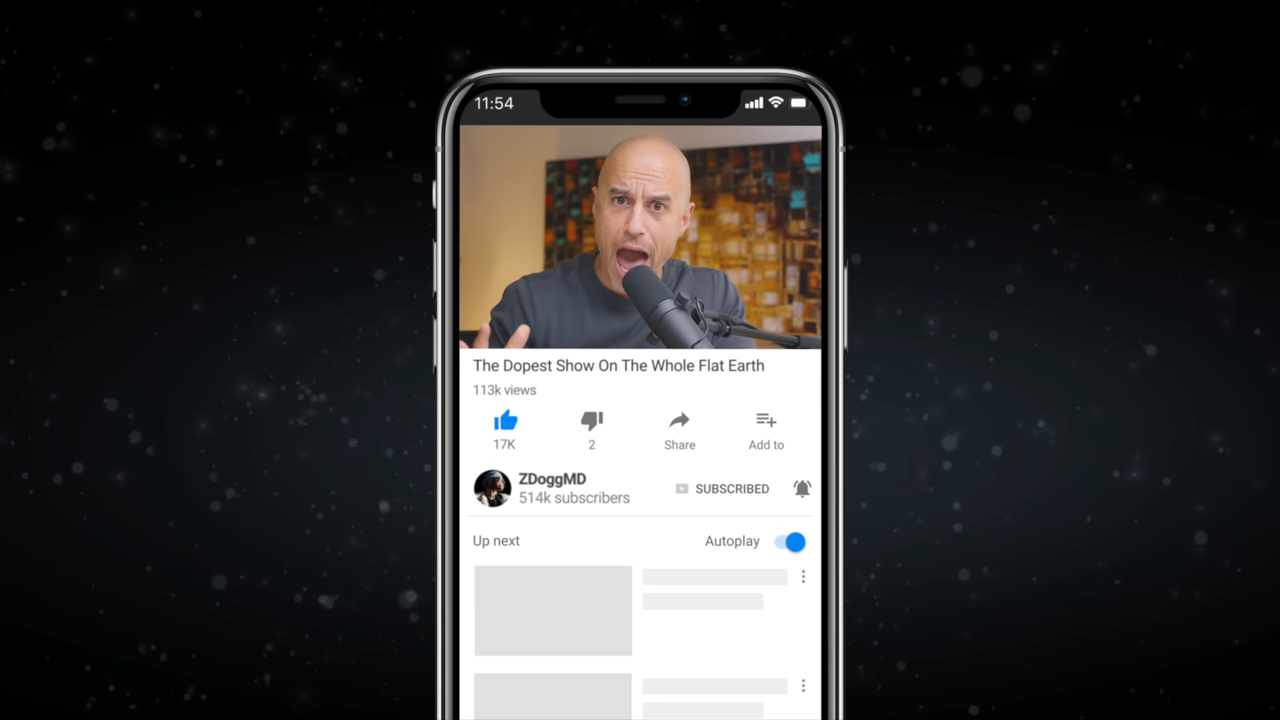 11:54
The Dopest Show On The Whole Flat Earth
113k views
17K
2
Share
Add to
ZDoggMD
514k subscribers
SUBSCRIBED
Up next
Autoplay